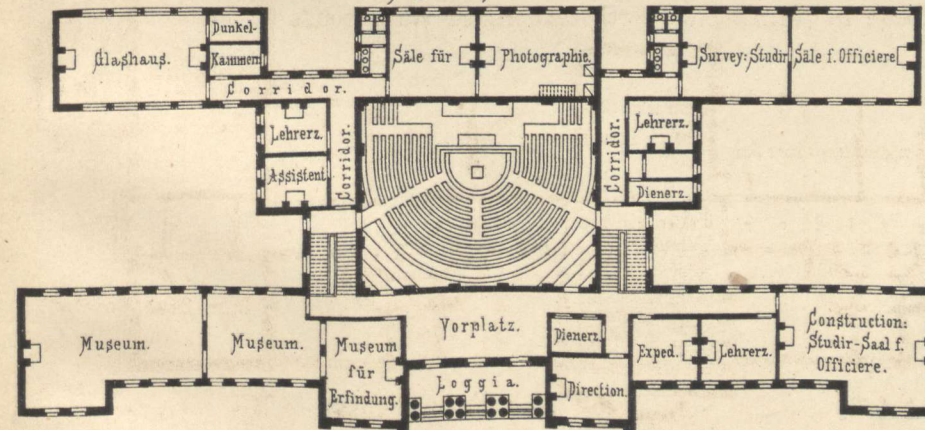 Glashaus.
Dunkel-
Kammern
Säle für
Photographie.
Survey: Studir
Säle f. Officiere
Corridor.
Lehrerz.
Assistent
Corridor.
Corridor.
Lehrerz.
Dienerz.
Museum.
Museum.
Museum
für
Erfindung.
Vorplatz.
Loggia.
Dienerz.
Direction.
Exped.
Lehrerz.
Construction:
Studir-Saal f.
Officiere.